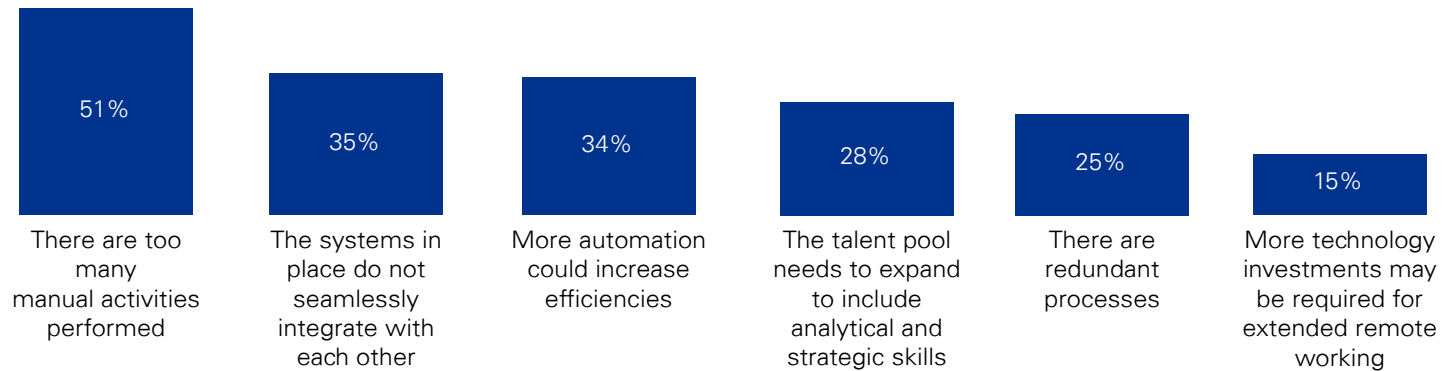 51%
There are too
many
manual activities
performed
35%
The systems in
place do not
seamlessly
integrate with
each other
34%
More automation
could increase
efficiencies
28%
The talent pool
needs to expand
to include
analytical and
strategic skills
25%
There are
redundant
processes
15%
More technology
investments may
be required for
extended remote
working